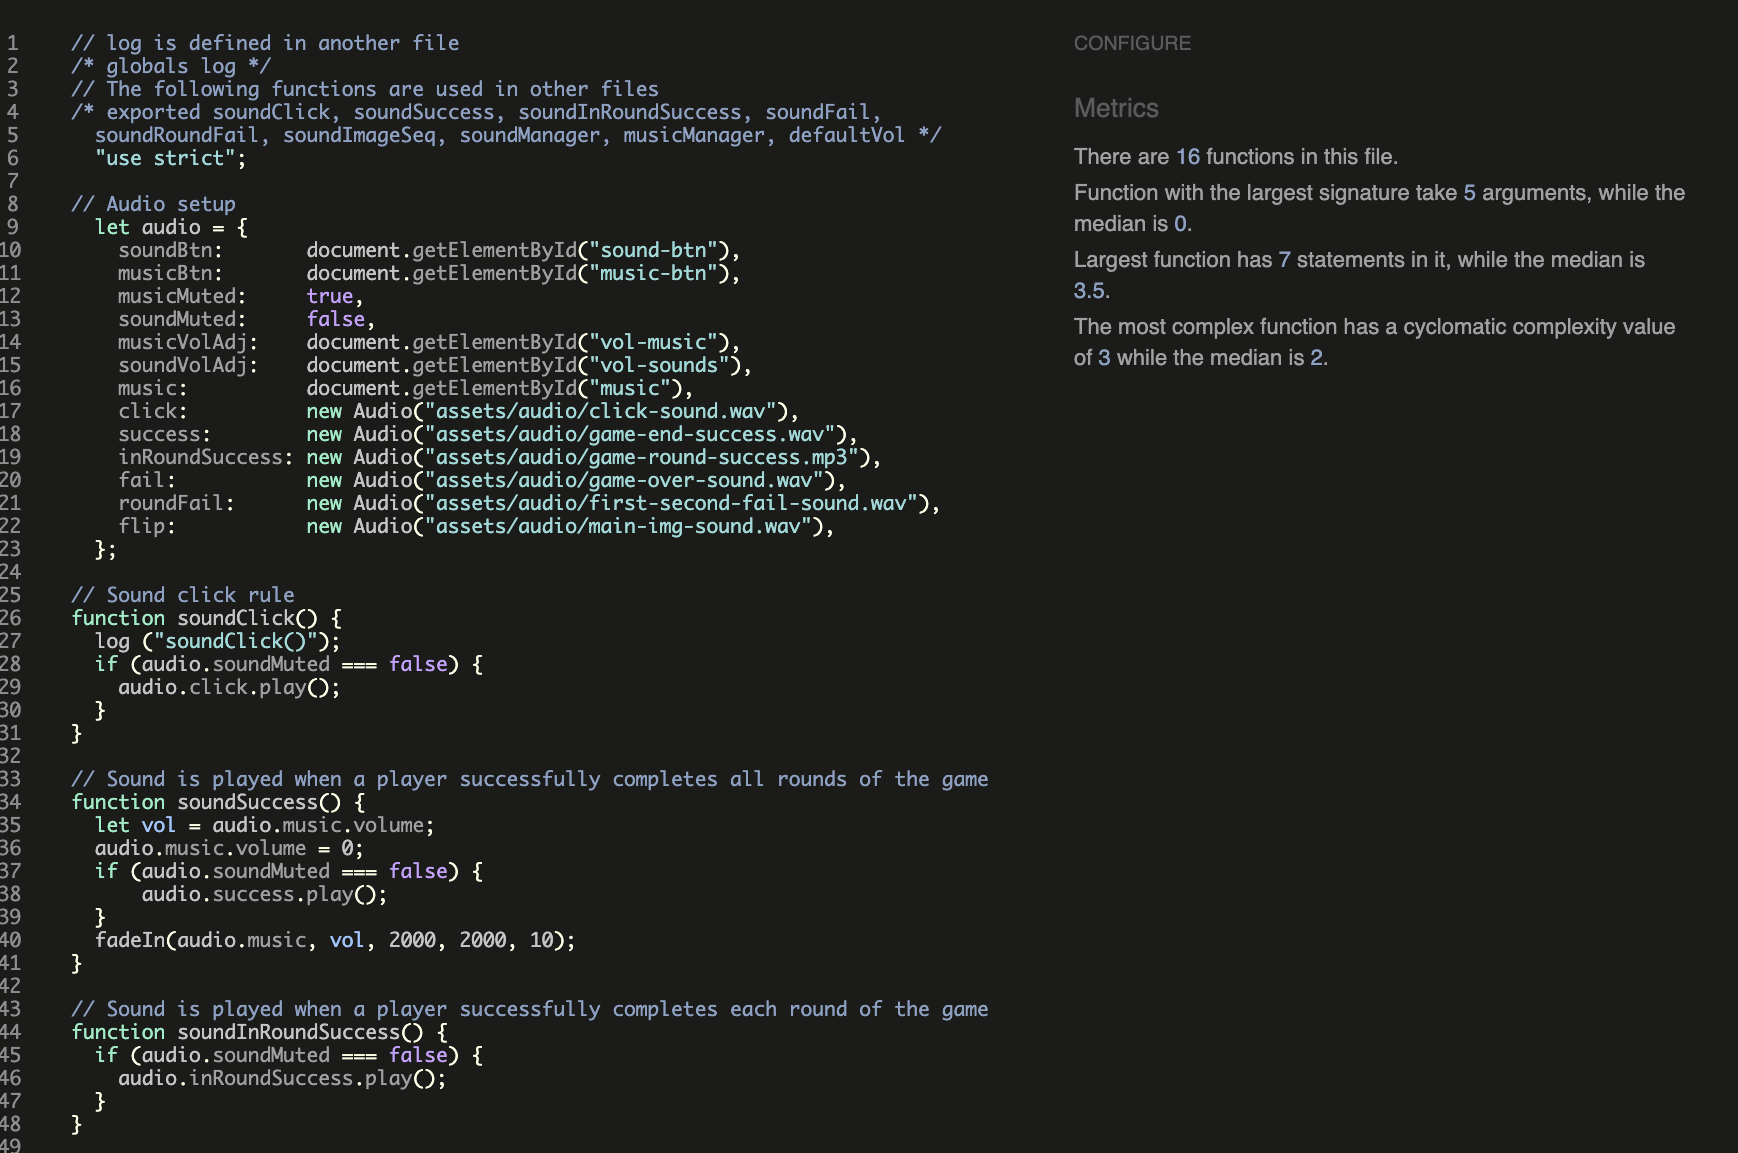 1 // log is defined in another file
2 /* globals log */
3 // The following functions are used in other files
4 /* exported soundClick, soundSuccess, soundInRoundSuccess, soundFail,
5 soundRoundFail, soundImageSeq, soundManager, musicManager, defaultVol */
6 "use strict";
7
8 // Audio setup
9 let audio = {
10 soundBtn: document.getElementById("sound-btn"),
11 musicBtn: document.getElementById("music-btn"),
12 musicMuted: true,
13 soundMuted: false,
14 musicVolAdj: document.getElementById("vol-music"),
15 soundVolAdj: document.getElementById("vol-sounds"),
16 music: document.getElementById("music"),
17 click: new Audio("assets/audio/click-sound.wav"),
18 success: new Audio("assets/audio/game-end-success.wav"),
19 inRoundSuccess: new Audio("assets/audio/game-round-success.mp3"),
20 fail: new Audio("assets/audio/game-over-sound.wav"),
21 roundFail: new Audio("assets/audio/first-second-fail-sound.wav"),
22 flip: new Audio("assets/audio/main-img-sound.wav"),
23 };
24
25 // Sound click rule
26 function soundClick() {
27 log ("soundClick()");
28 if (audio.soundMuted === false) {
29 audio.click.play();
30 }
31 }
32
33 // Sound is played when a player successfully completes all rounds of the game
34 function soundSuccess() {
35 let vol = audio.music.volume;
36 audio.music.volume = 0;
37 if (audio.soundMuted === false) {
38 audio.success.play();
39 }
40 fadeIn(audio.music, vol, 2000, 2000, 10);
41 }
42
43 // Sound is played when a player successfully completes each round of the game
44 function soundInRoundSuccess() {
45 if (audio.soundMuted === false) {
46 audio.inRoundSuccess.play();
47 }
48 }
49
CONFIGURE
Metrics
There are 16 functions in this file.
Function with the largest signature take 5 arguments, while the
median is 0.
Largest function has 7 statements in it, while the median is
3.5.
The most complex function has a cyclomatic complexity value
of 3 while the median is 2.